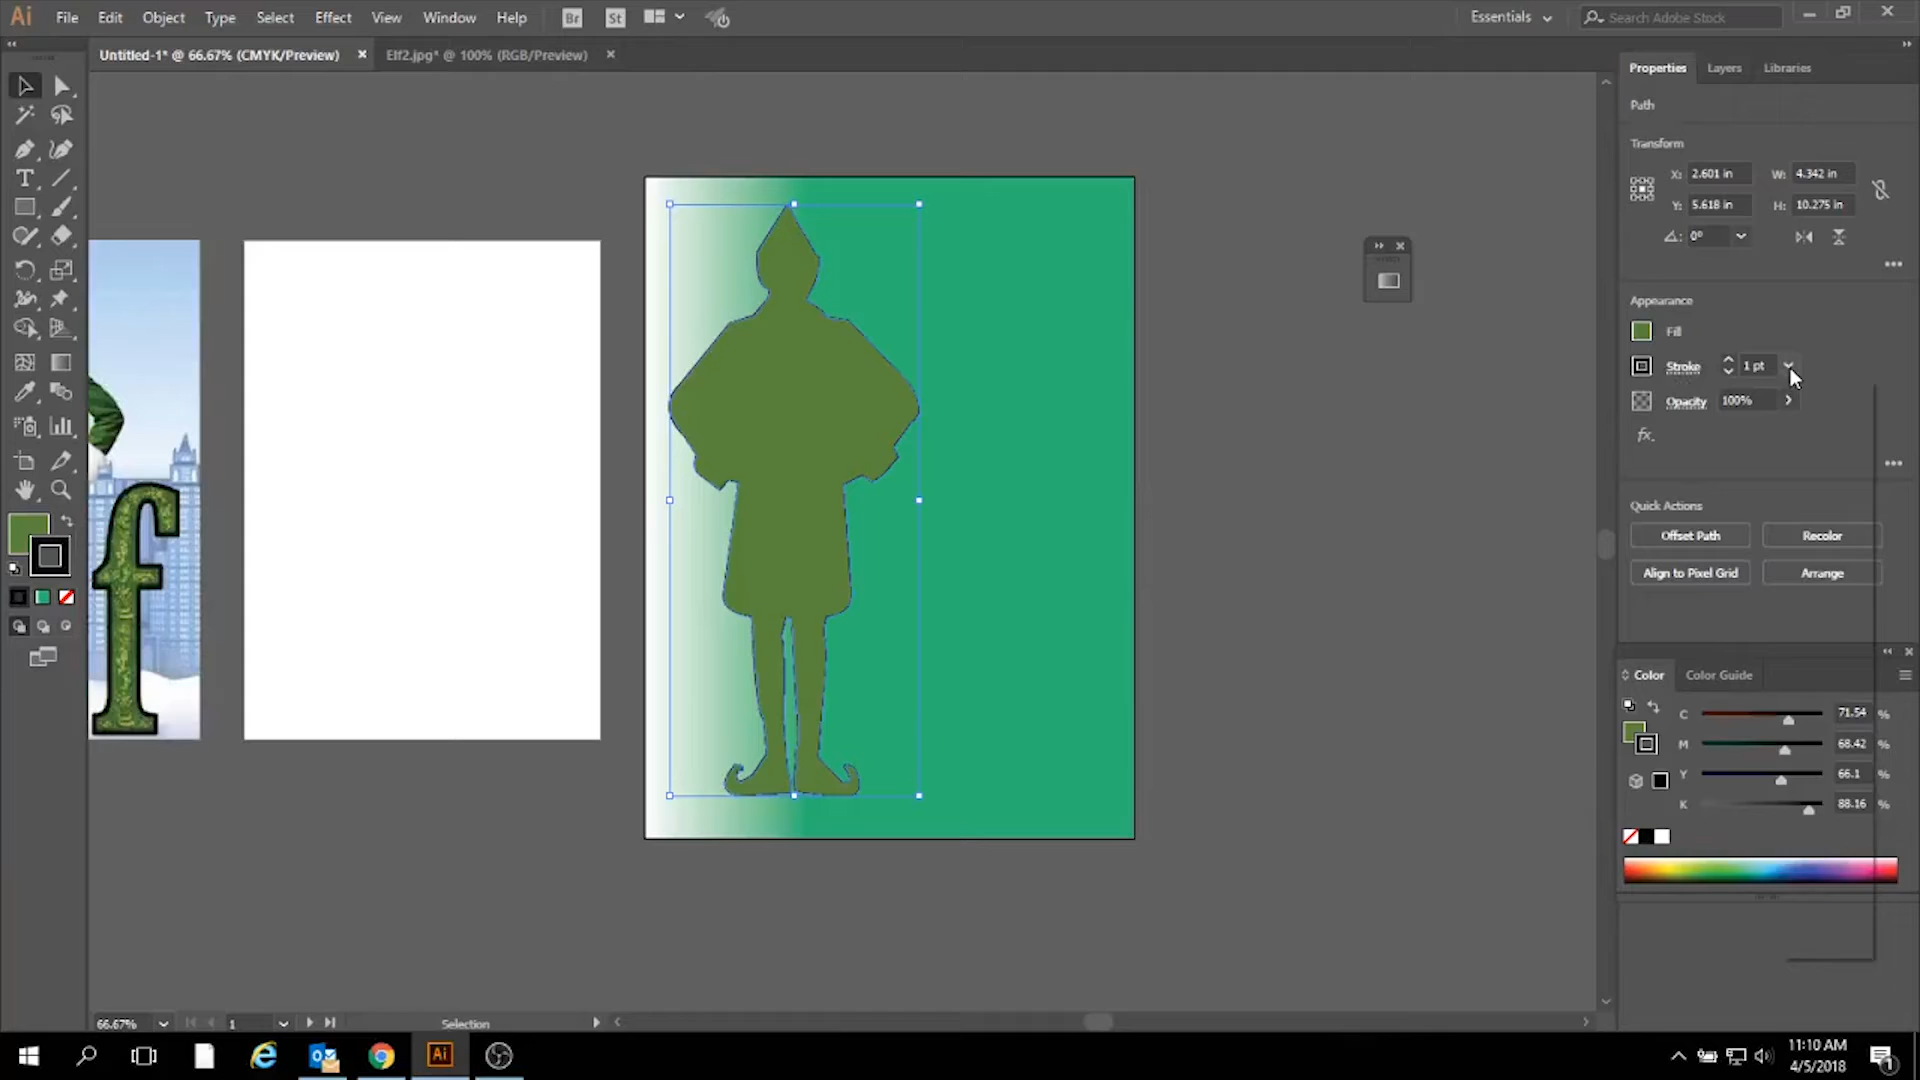 Ai File Edit Object Type Select Effect View Window Help Br St Essentials Search Adobe Stock
Untitled-1* @ 66.67% (CMYK/Preview) Elf2.jpg* @ 100% (RGB/Preview)
Properties Layers Libraries
Path
Transform
X: 2.601 in W: 4.342 in
Y: 5.618 in H: 10.275 in
0°
Appearance
Fill
Stroke 1 pt
Opacity 100%
fx.
Quick Actions
Offset Path Recolor
Align to Pixel Grid Arrange
f
Color Color Guide
C 71.54 %
M 68.42 %
Y 66.1 %
K 88.16 %
66.67% 1 Selection
Ai
11:10 AM
4/5/2018
1